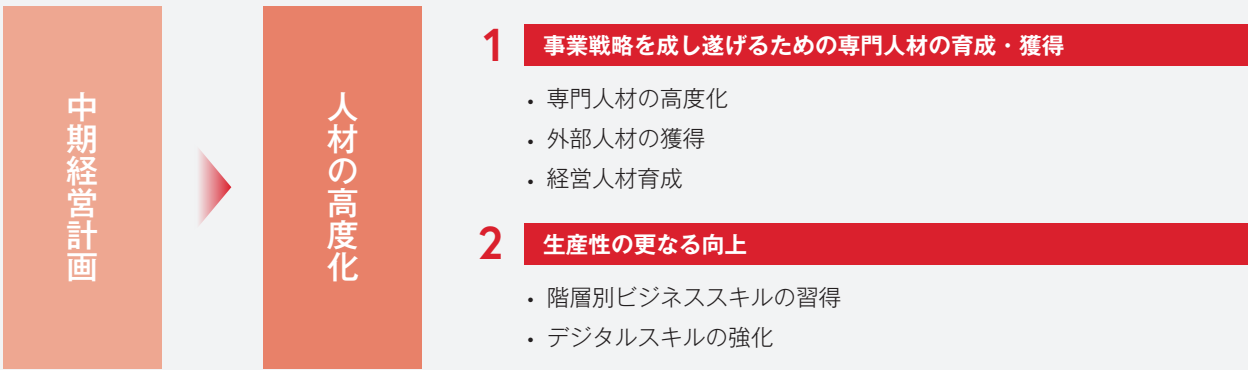 中期経営計画
人材の高度化
1 事業戦略を成し遂げるための専門人材の育成・獲得
・専門人材の高度化
・外部人材の獲得
・経営人材育成
2 生産性の更なる向上
・階層別ビジネススキルの習得
・デジタルスキルの強化